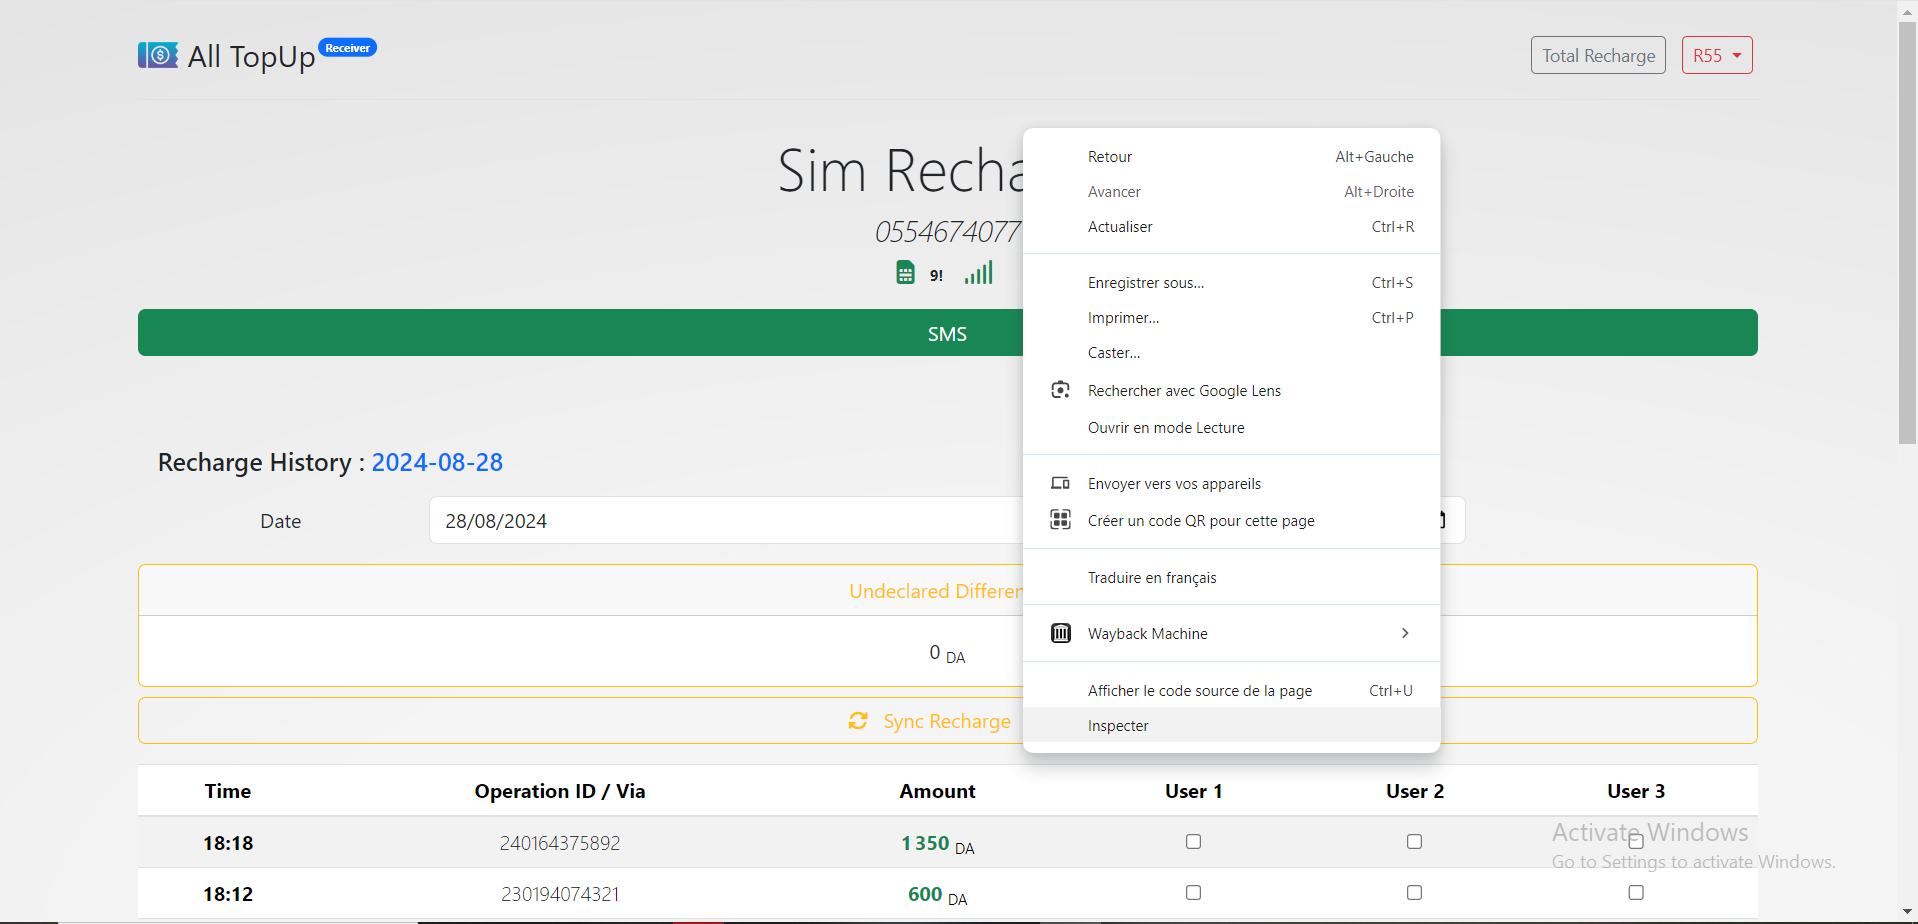 All TopUp Receiver
Total Recharge
R55
Sim Recha
0554674077
9!
SMS
Recharge History : 2024-08-28
Date
28/08/2024
Undeclared Differen
0 DA
Sync Recharge
Retour Alt+Gauche
Avancer Alt+Droite
Actualiser Ctrl+R
Enregistrer sous... Ctrl+S
Imprimer... Ctrl+P
Caster...
Rechercher avec Google Lens
Ouvrir en mode Lecture
Envoyer vers vos appareils
Créer un code QR pour cette page
Traduire en français
Wayback Machine
Afficher le code source de la page Ctrl+U
Inspecter
Time Operation ID / Via Amount User 1 User 2 User 3
18:18 240164375892 1 350 DA
18:12 230194074321 600 DA
Activate Windows
Go to Settings to activate Windows.